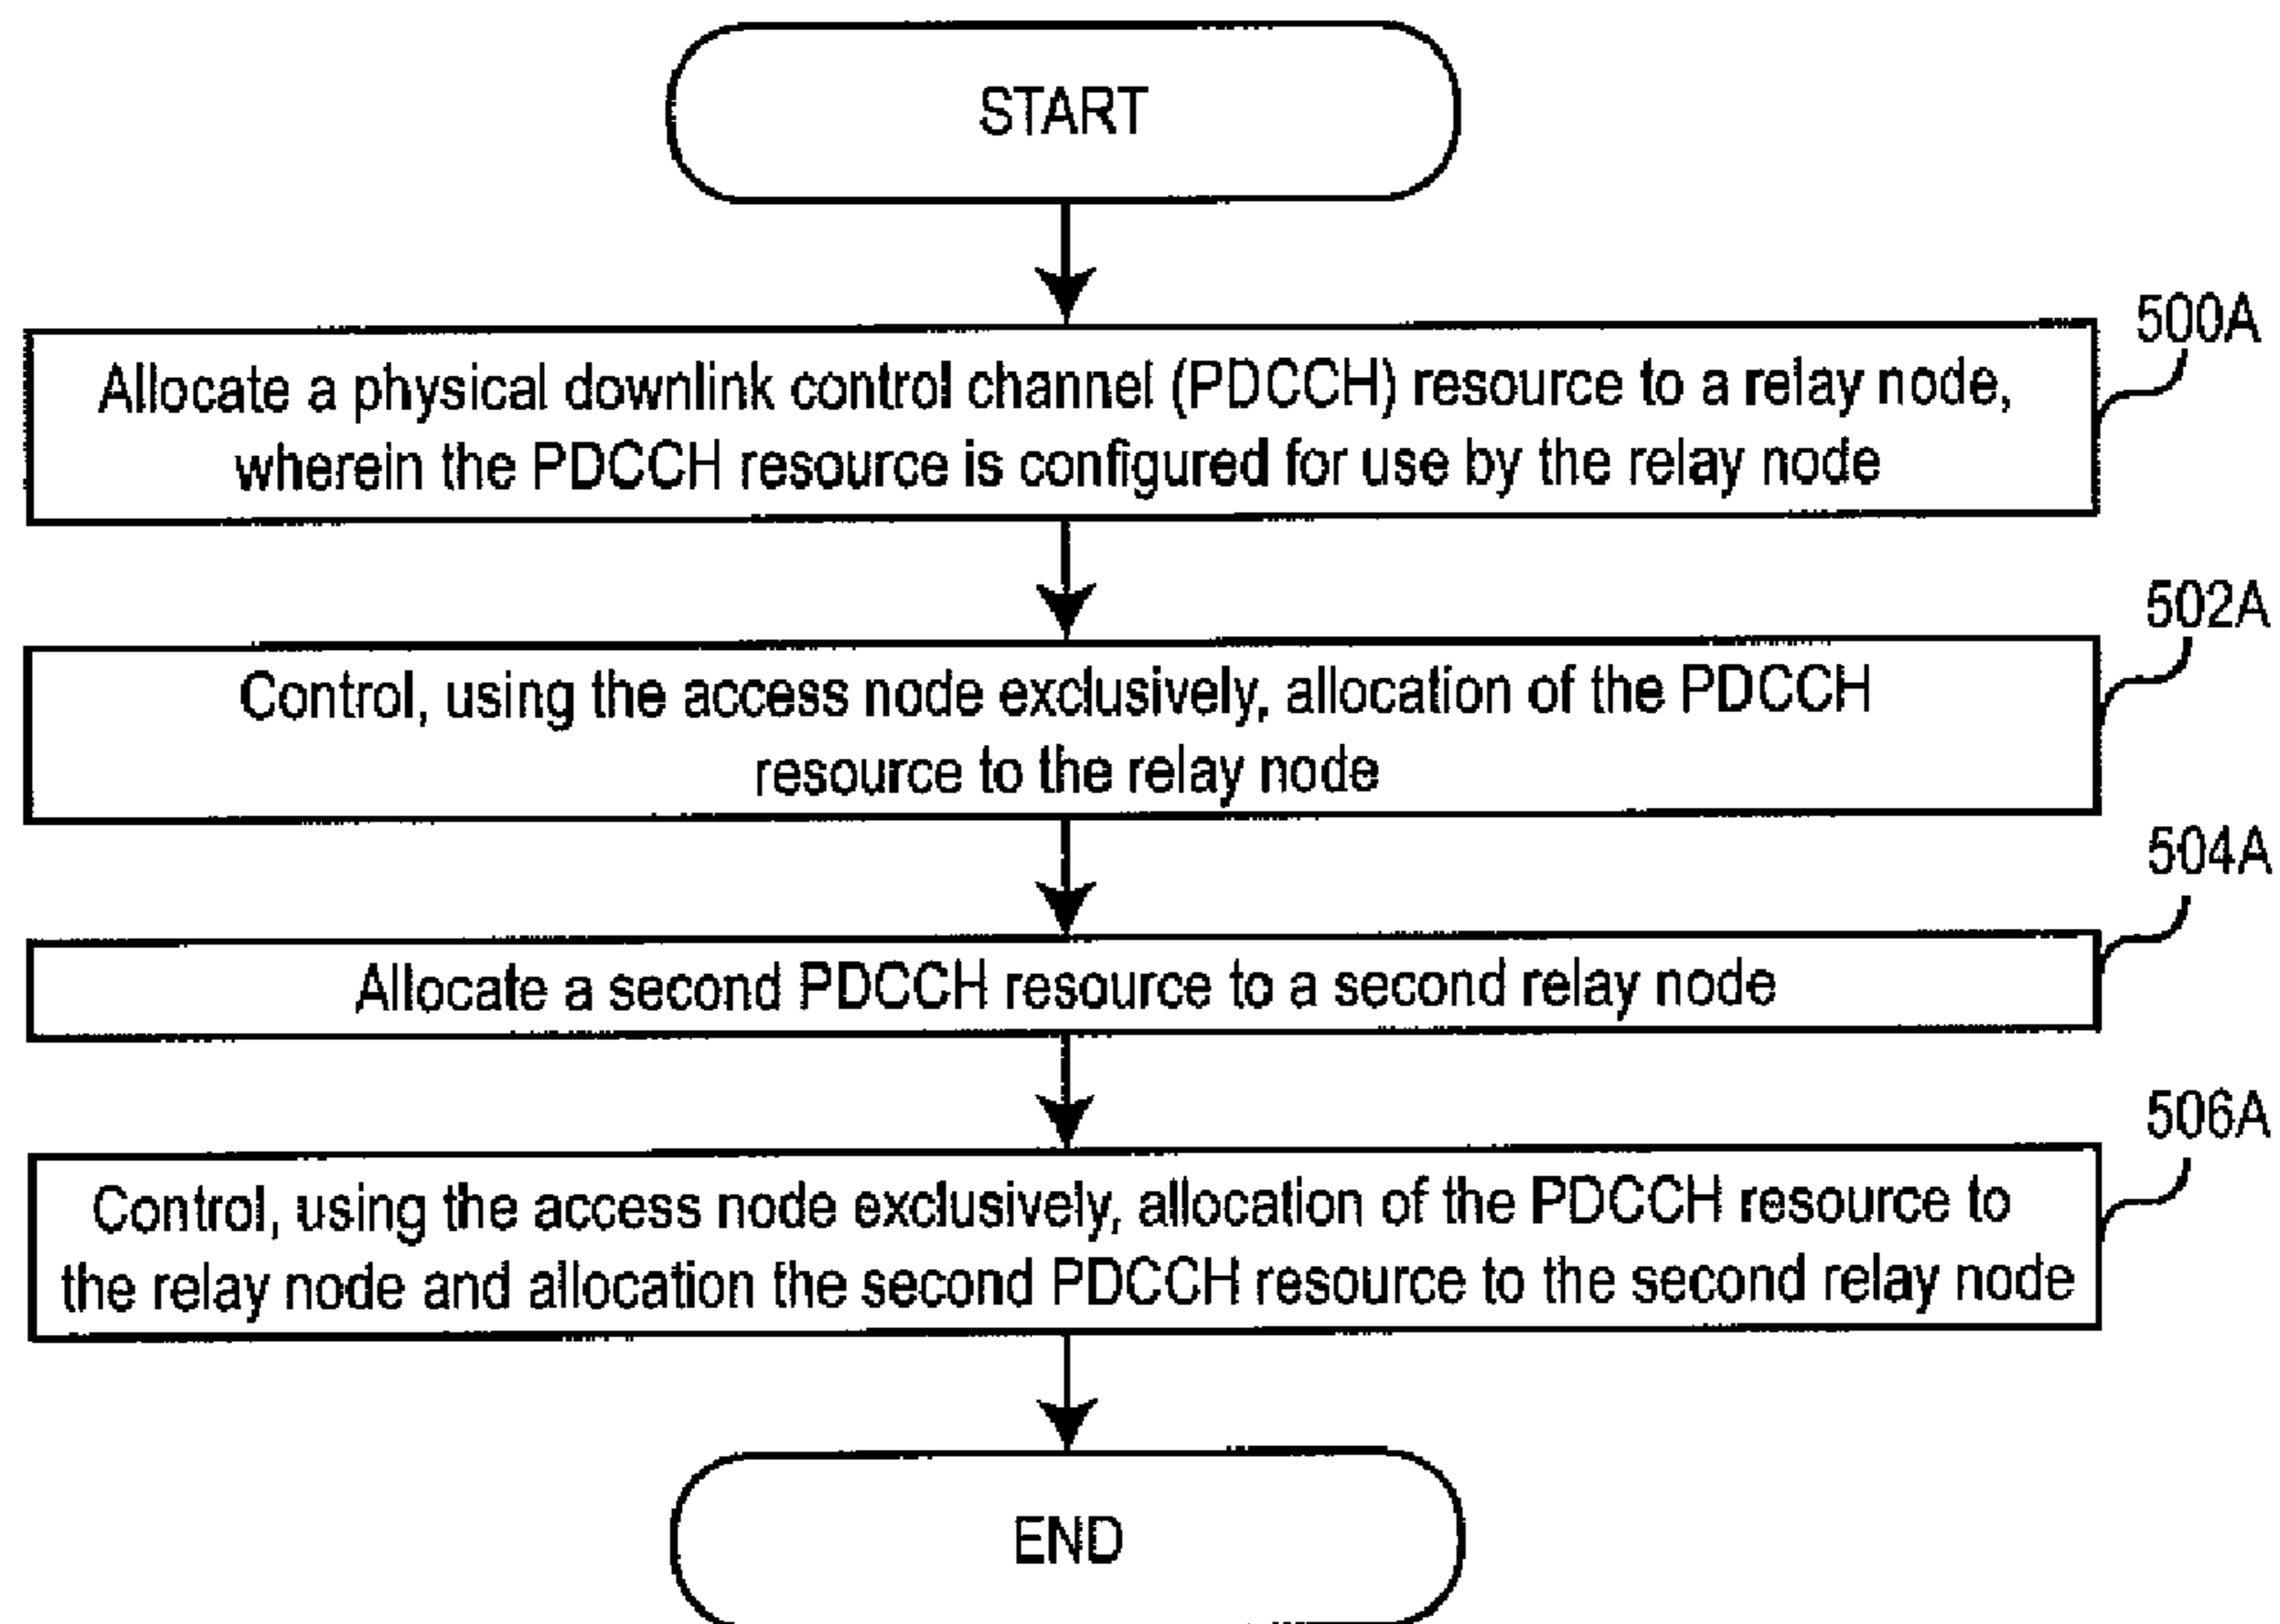 START
500A
Allocate a physical downlink control channel (PDCCH) resource to a relay node,
wherein the PDCCH resource is configured for use by the relay node
502A
Control, using the access node exclusively, allocation of the PDCCH
resource to the relay node
504A
Allocate a second PDCCH resource to a second relay node
506A
Control, using the access node exclusively, allocation of the PDCCH resource to
the relay node and allocation the second PDCCH resource to the second relay node
END